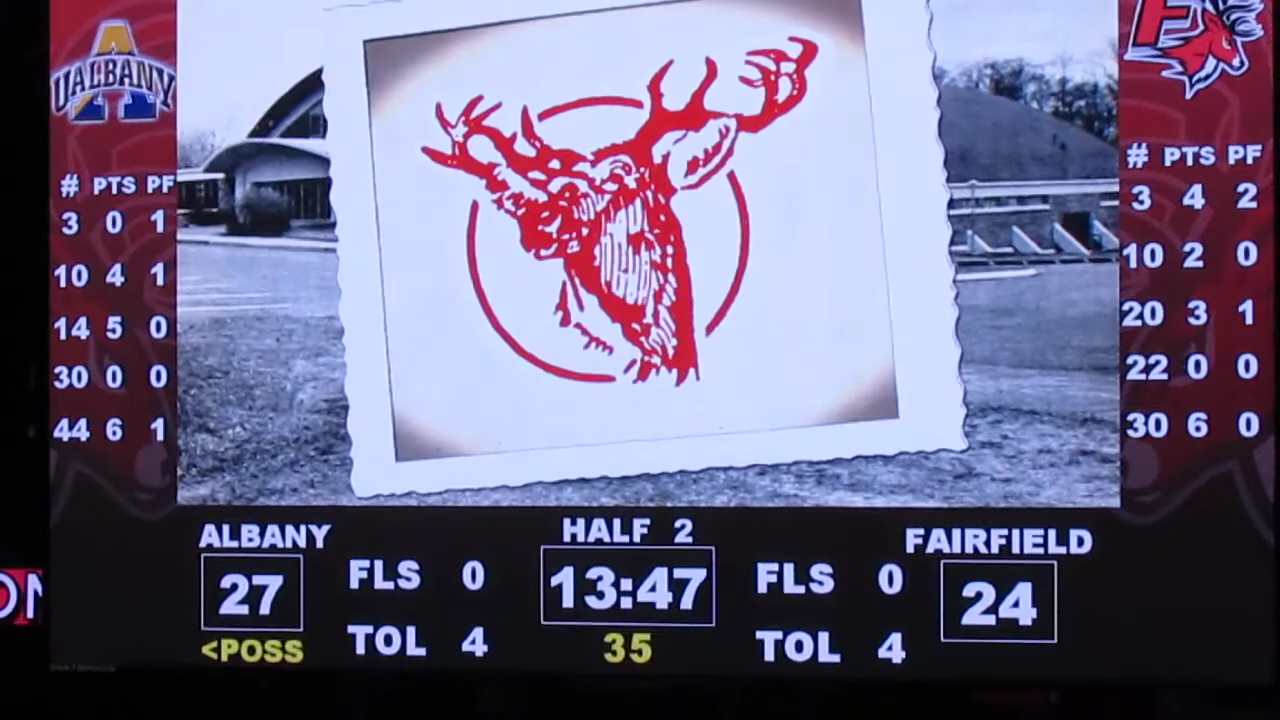 UALBANY
# PTS PF
3 0 1
10 4 1
14 5 0
30 0 0
44 6 1
F
# PTS PF
3 4 2
10 2 0
20 3 1
22 0 0
30 6 0
ALBANY
27
<POSS
FLS 0
TOL 4
HALF 2
13:47
35
FAIRFIELD
FLS 0
TOL 4
24
ON